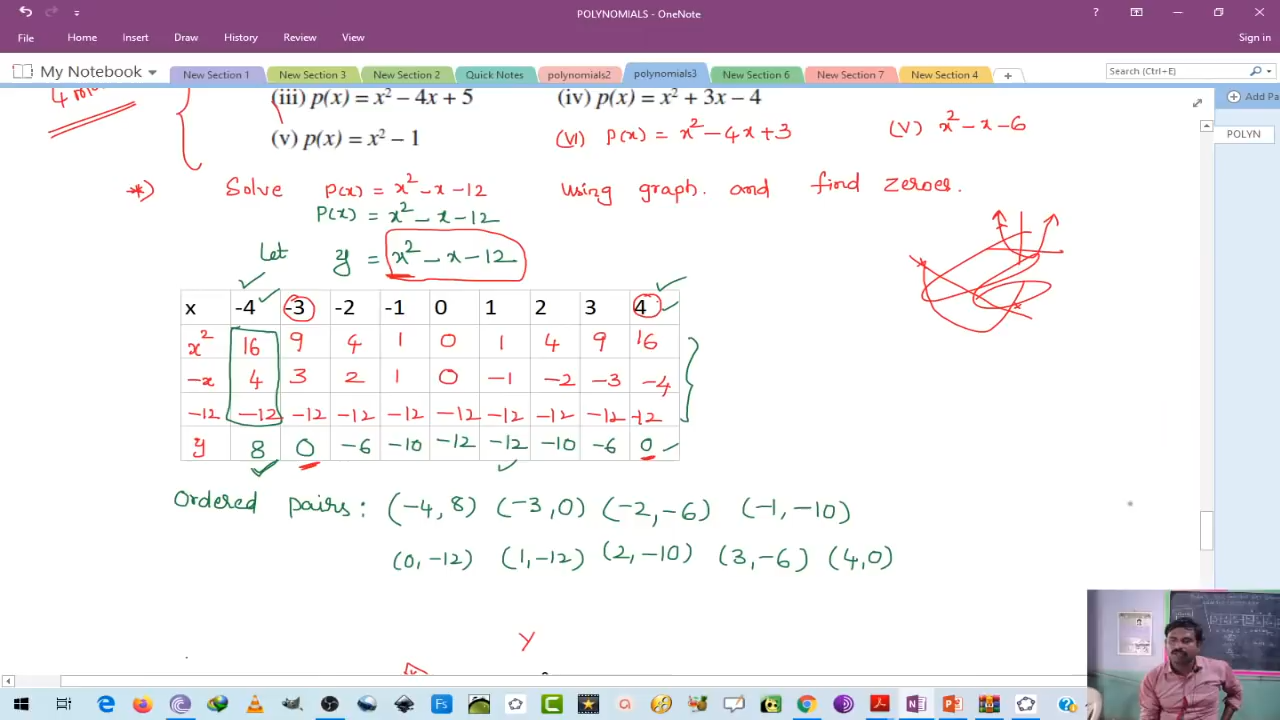 POLYNOMIALS - OneNote
File Home Insert Draw History Review View Sign in
My Notebook New Section 1 New Section 3 New Section 2 Quick Notes polynomials2 polynomials3 New Section 6 New Section 7 New Section 4 Search (Ctrl+E)
Add Pa
POLYN
(iii) p(x) = x² – 4x + 5 (iv) p(x) = x² + 3x – 4
(v) p(x) = x² – 1 (VI) P(x) = x² – 4x + 3 (V) x² – x – 6
*) Solve P(x) = x² – x – 12 using graph. and find zeroes.
P(x) = x² – x – 12
Let y = x² – x – 12
x -4 -3 -2 -1 0 1 2 3 4
x² 16 9 4 1 0 1 4 9 16
-x 4 3 2 1 0 -1 -2 -3 -4
-12 -12 -12 -12 -12 -12 -12 -12 -12 -12
y 8 0 -6 -10 -12 -12 -10 -6 0
Ordered pairs: (-4, 8) (-3, 0) (-2, -6) (-1, -10)
(0, -12) (1, -12) (2, -10) (3, -6) (4, 0)
Y